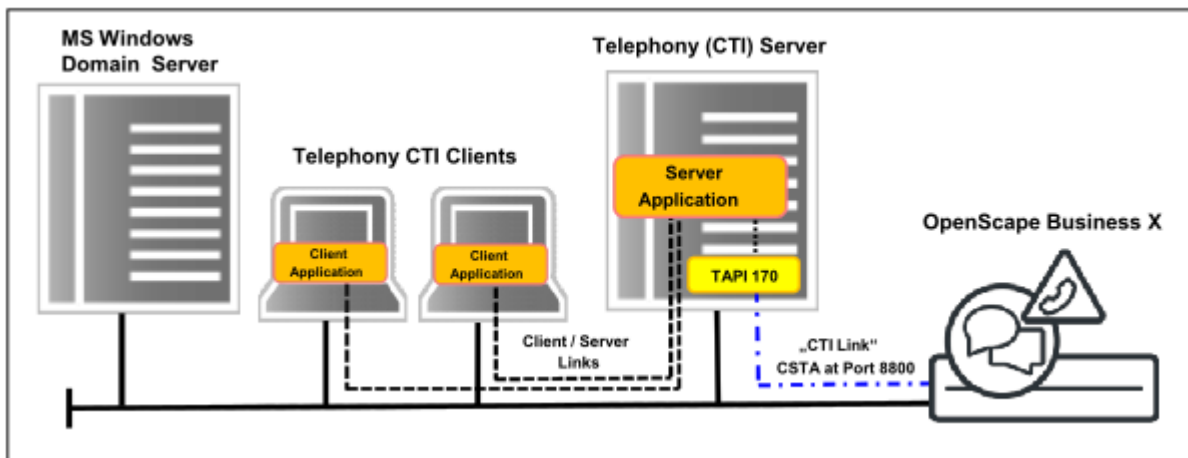 MS Windows
Domain Server
Telephony (CTI) Server
Telephony CTI Clients
Server
Application
OpenScape Business X
Client
Application
Client
Application
TAPI 170
Client / Server
Links
„CTI Link“
CSTA at Port 8800